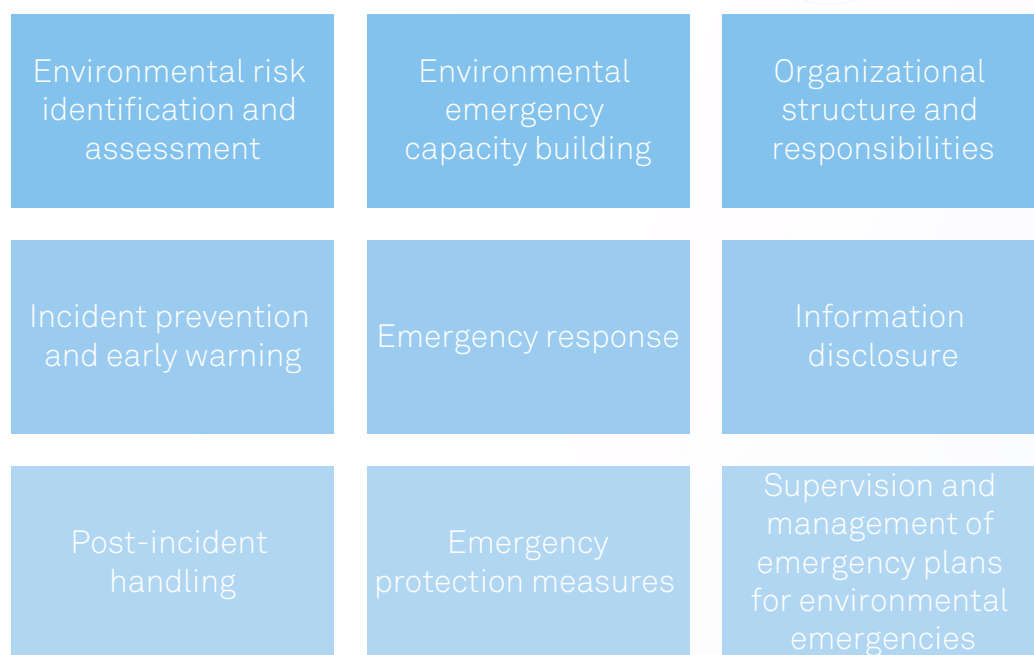 Environmental risk
identification and
assessment
Environmental
emergency
capacity building
Organizational
structure and
responsibilities
Incident prevention
and early warning
Emergency response
Information
disclosure
Post-incident
handling
Emergency
protection measures
Supervision and
management of
emergency plans
for environmental
emergencies